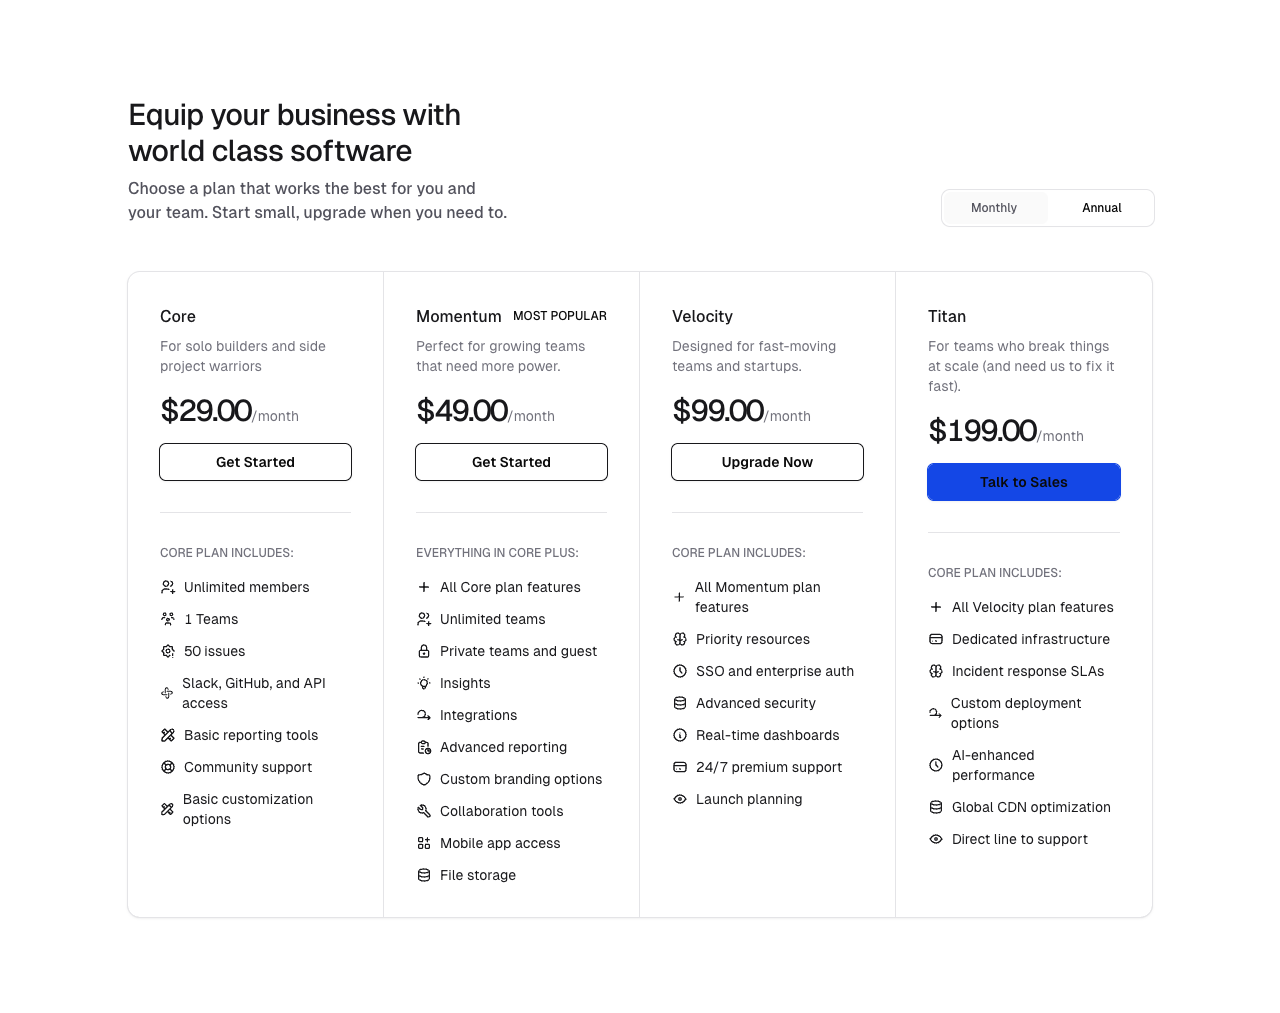 Equip your business with
world class software
Choose a plan that works the best for you and
your team. Start small, upgrade when you need to.
Monthly
Annual
Core
For solo builders and side
project warriors
$29.00/month
Get Started
CORE PLAN INCLUDES:
Unlimited members
1 Teams
50 issues
Slack, GitHub, and API
access
Basic reporting tools
Community support
Basic customization
options
Momentum MOST POPULAR
Perfect for growing teams
that need more power.
$49.00/month
Get Started
EVERYTHING IN CORE PLUS:
All Core plan features
Unlimited teams
Private teams and guest
Insights
Integrations
Advanced reporting
Custom branding options
Collaboration tools
Mobile app access
File storage
Velocity
Designed for fast-moving
teams and startups.
$99.00/month
Upgrade Now
CORE PLAN INCLUDES:
All Momentum plan
features
Priority resources
SSO and enterprise auth
Advanced security
Real-time dashboards
24/7 premium support
Launch planning
Titan
For teams who break things
at scale (and need us to fix it
fast).
$199.00/month
Talk to Sales
CORE PLAN INCLUDES:
All Velocity plan features
Dedicated infrastructure
Incident response SLAs
Custom deployment
options
AI-enhanced
performance
Global CDN optimization
Direct line to support